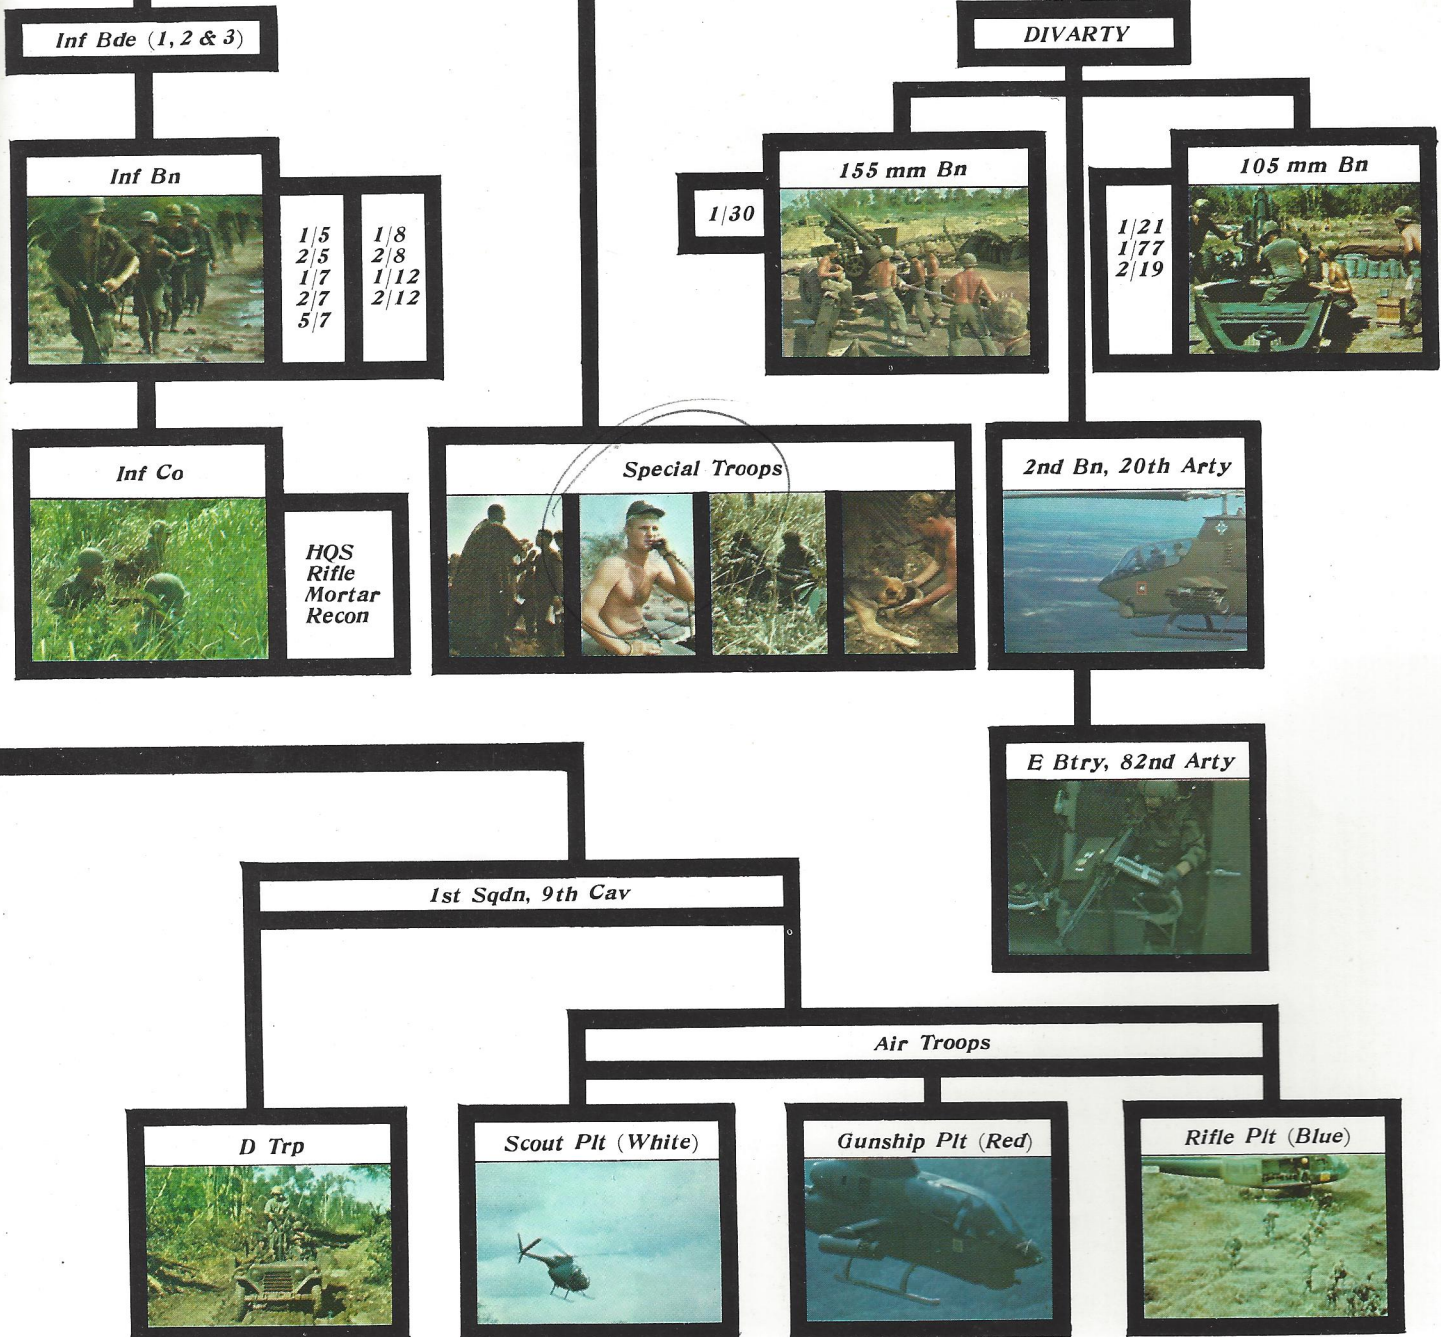 Inf Bde (1, 2 & 3)
DIVARTY
Inf Bn
1/5
2/5
1/7
2/7
5/7
1/8
2/8
1/12
2/12
155 mm Bn
1/30
105 mm Bn
1/21
1/77
2/19
Inf Co
HQS
Rifle
Mortar
Recon
Special Troops
2nd Bn, 20th Arty
E Btry, 82nd Arty
1st Sqdn, 9th Cav
Air Troops
D Trp
Scout Plt (White)
Gunship Plt (Red)
Rifle Plt (Blue)